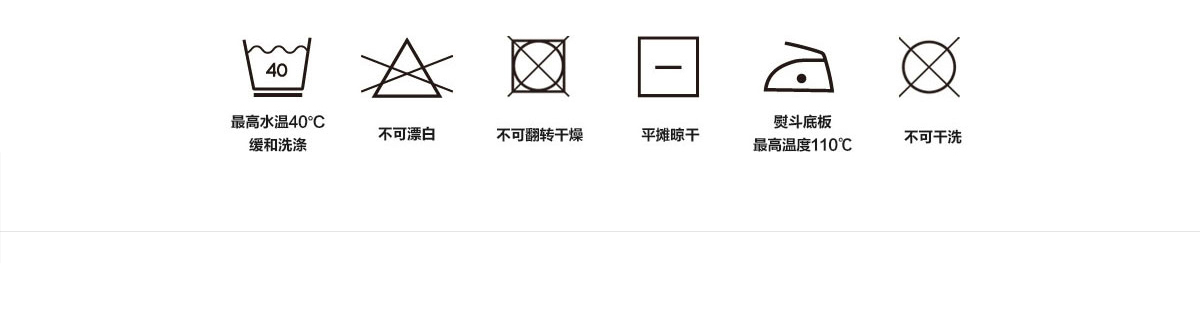 40
最高水温40℃
缓和洗涤
不可漂白
不可翻转干燥
平摊晾干
熨斗底板
最高温度110℃
不可干洗